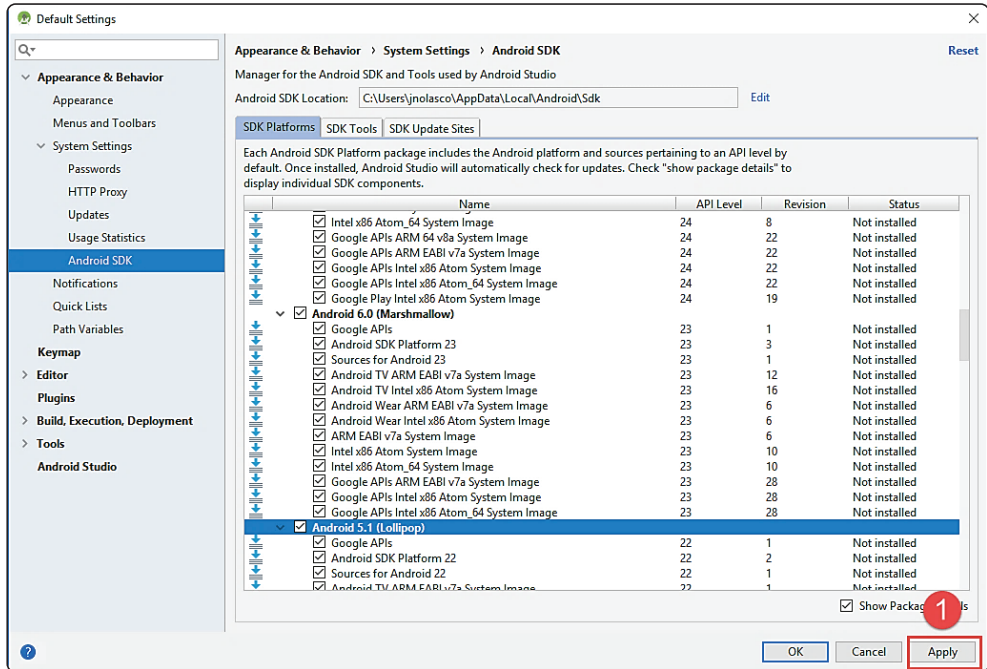 Default Settings
Appearance & Behavior › System Settings › Android SDK
Reset
Manager for the Android SDK and Tools used by Android Studio
Android SDK Location: C:\Users\jnolasco\AppData\Local\Android\Sdk Edit
Appearance & Behavior
Appearance
Menus and Toolbars
System Settings
Passwords
HTTP Proxy
Updates
Usage Statistics
Android SDK
Notifications
Quick Lists
Path Variables
Keymap
Editor
Plugins
Build, Execution, Deployment
Tools
Android Studio
SDK Platforms SDK Tools SDK Update Sites
Each Android SDK Platform package includes the Android platform and sources pertaining to an API level by
default. Once installed, Android Studio will automatically check for updates. Check "show package details" to
display individual SDK components.
Name API Level Revision Status
Intel x86 Atom_64 System Image 24 8 Not installed
Google APIs ARM 64 v8a System Image 24 22 Not installed
Google APIs ARM EABI v7a System Image 24 22 Not installed
Google APIs Intel x86 Atom System Image 24 22 Not installed
Google APIs Intel x86 Atom_64 System Image 24 22 Not installed
Google Play Intel x86 Atom System Image 24 19 Not installed
Android 6.0 (Marshmallow)
Google APIs 23 1 Not installed
Android SDK Platform 23 23 3 Not installed
Sources for Android 23 23 1 Not installed
Android TV ARM EABI v7a System Image 23 12 Not installed
Android TV Intel x86 Atom System Image 23 16 Not installed
Android Wear ARM EABI v7a System Image 23 6 Not installed
Android Wear Intel x86 Atom System Image 23 6 Not installed
ARM EABI v7a System Image 23 6 Not installed
Intel x86 Atom System Image 23 10 Not installed
Intel x86 Atom_64 System Image 23 10 Not installed
Google APIs ARM EABI v7a System Image 23 28 Not installed
Google APIs Intel x86 Atom System Image 23 28 Not installed
Google APIs Intel x86 Atom_64 System Image 23 28 Not installed
Android 5.1 (Lollipop)
Google APIs 22 1 Not installed
Android SDK Platform 22 22 2 Not installed
Sources for Android 22 22 1 Not installed
Android TV ARM EABI v7a System Image 22 1 Not installed
Show Packag ls
1
? OK Cancel Apply